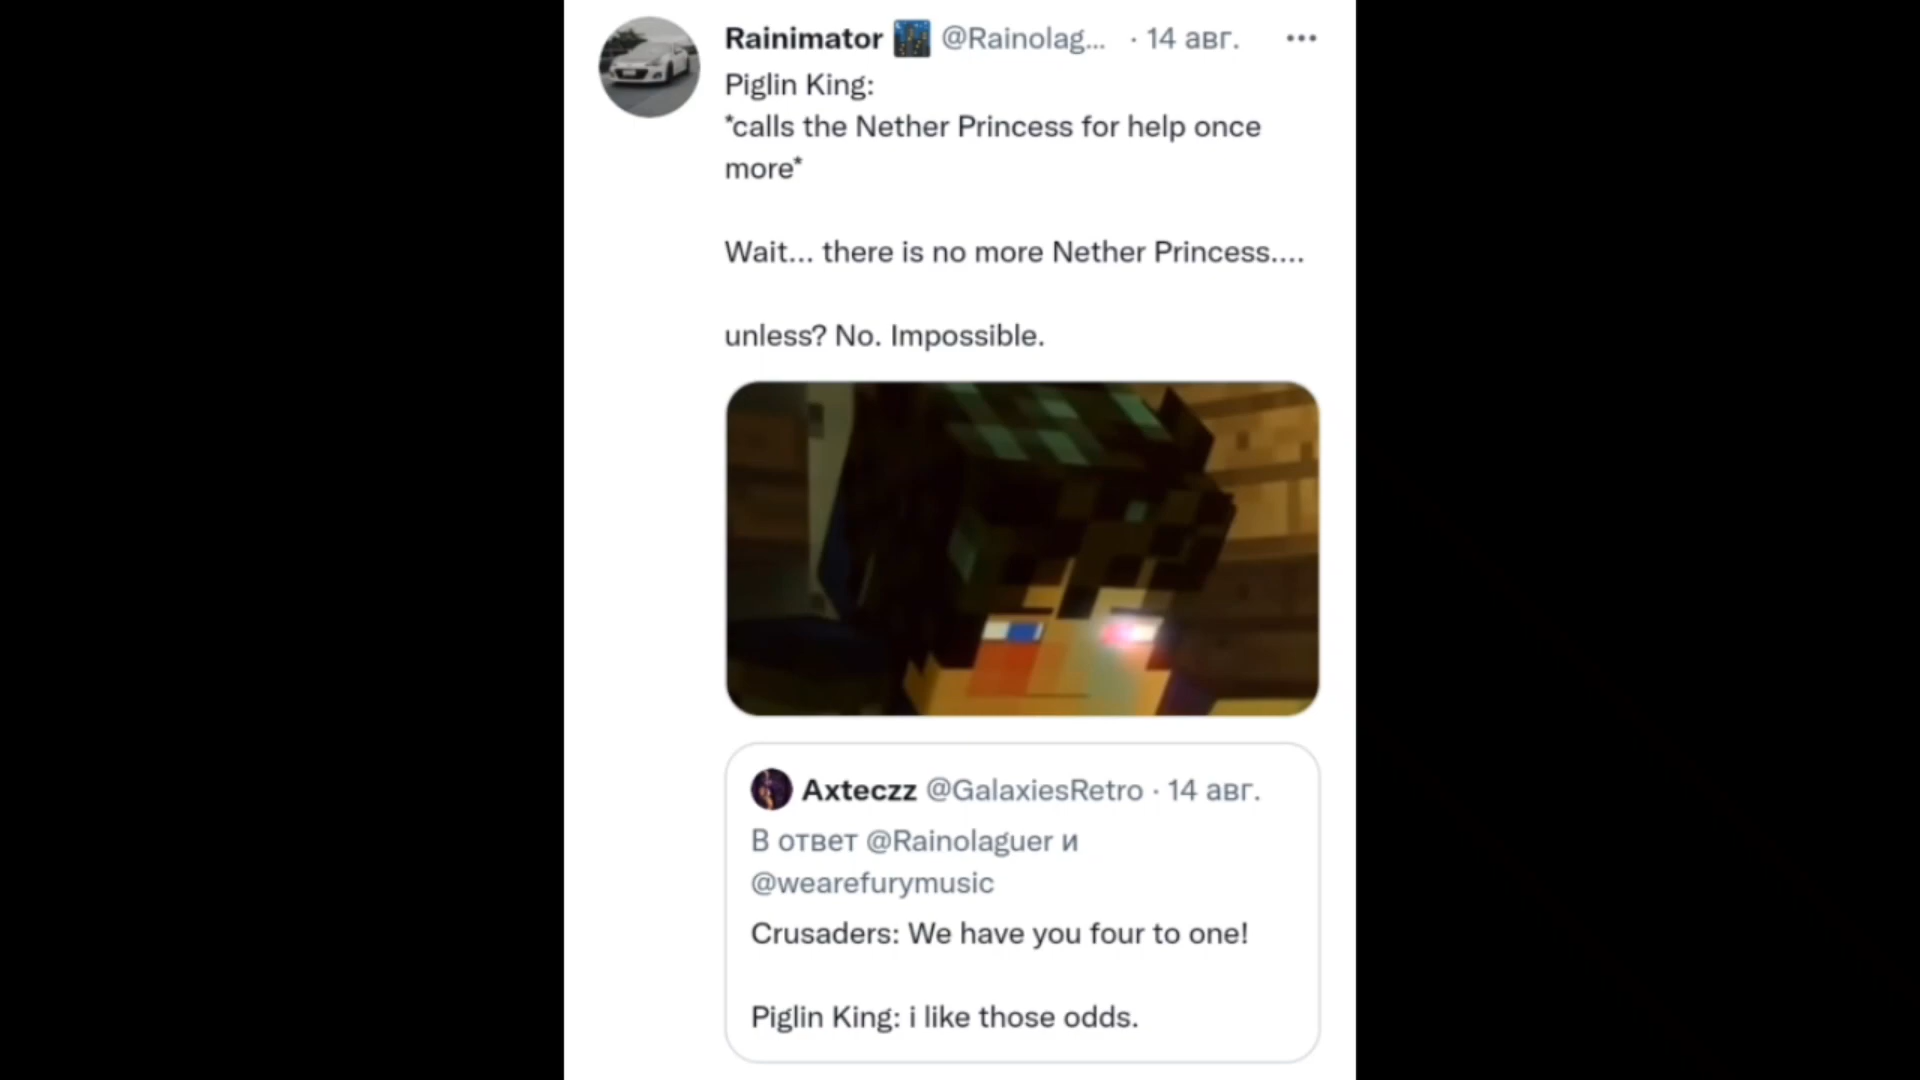 Rainimator @Rainolag... · 14 авг.
Piglin King:
*calls the Nether Princess for help once
more*
Wait... there is no more Nether Princess....
unless? No. Impossible.
Axteczz @GalaxiesRetro · 14 авг.
В ответ @Rainolaguer и
@wearefurymusic
Crusaders: We have you four to one!
Piglin King: i like those odds.